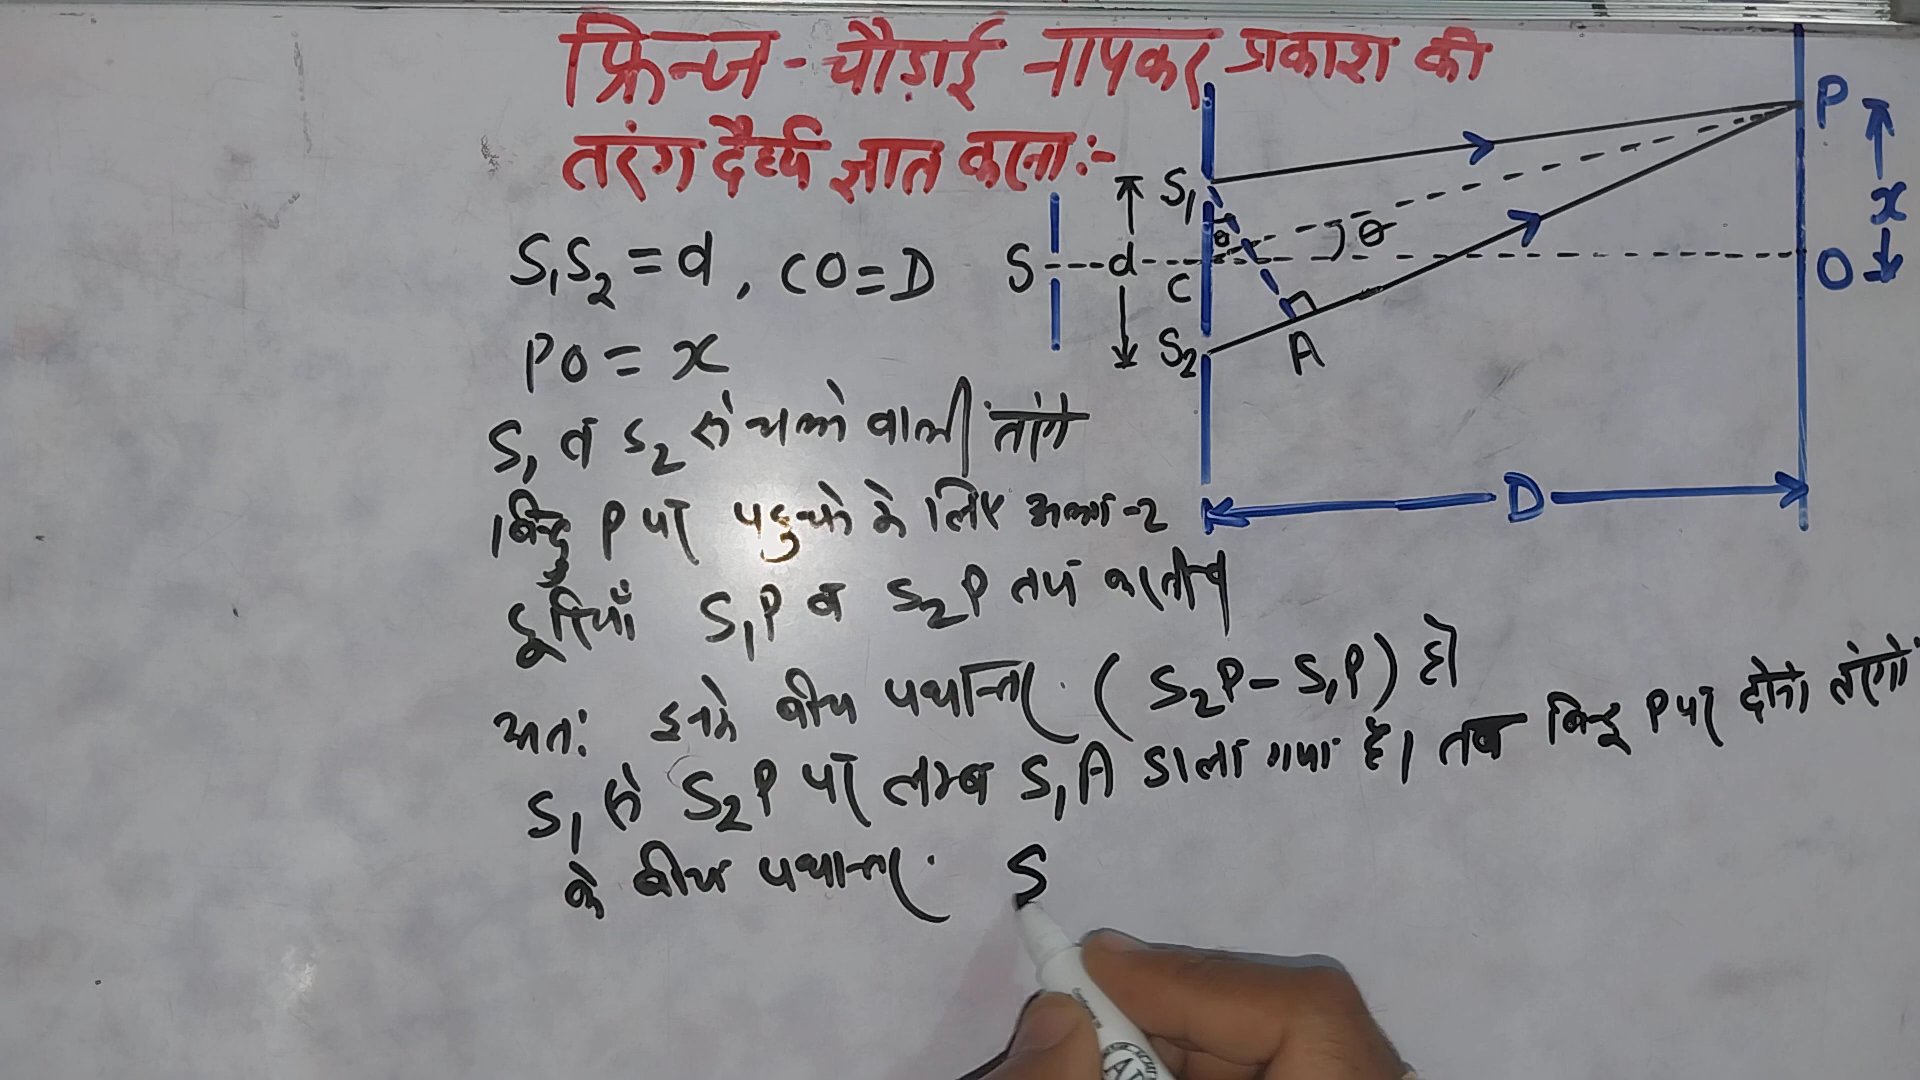 फ्रिन्ज-चौड़ाई नापकर प्रकाश की
तरंग दैर्ध्य ज्ञात करना:-
S₁S₂ = d, CO = D
PO = x
S₁ व S₂ से चलने वाली तरंगे
बिन्दु P पर पहुचने के लिए अलग-2
दूरियाँ S₁P व S₂P तय करती है
अतः इनके बीच पथान्तर (S₂P - S₁P) हो
S₁ से S₂P पर लम्ब S₁A डाला गया है। तब बिन्दु P पर दोनो तंरगो
के बीच पथान्तर S
S
d
S₁
C
S₂
A
θ
θ
P
x
O
D